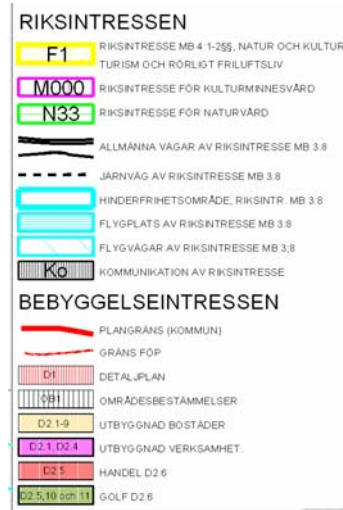 RIKSINTRESSEN
F1 RIKSINTRESSE MB 4:1-2§§, NATUR OCH KULTUR
TURISM OCH RÖRLIGT FRILUFTSLIV
M000 RIKSINTRESSE FÖR KULTURMINNESVÅRD
N33 RIKSINTRESSE FÖR NATURVÅRD
ALLMÄNNA VÄGAR AV RIKSINTRESSE MB 3.8
JÄRNVÄG AV RIKSINTRESSE MB 3.8
HINDERFRIHETSOMRÅDE, RIKSINTR. MB 3.8
FLYGPLATS AV RIKSINTRESSE MB 3:8
FLYGVÄGAR AV RIKSINTRESSE MB 3;8
Ko KOMMUNIKATION AV RIKSINTRESSE
BEBYGGELSEINTRESSEN
PLANGRÄNS (KOMMUN)
GRÄNS FÖP
D1 DETALJPLAN
OB1 OMRÅDESBESTÄMMELSER
D2.1-9 UTBYGGNAD BOSTÄDER
D2.1, D2.4 UTBYGGNAD VERKSAMHET.
D2.5 HANDEL D2.6
D2.5,10 och 11 GOLF D2.6